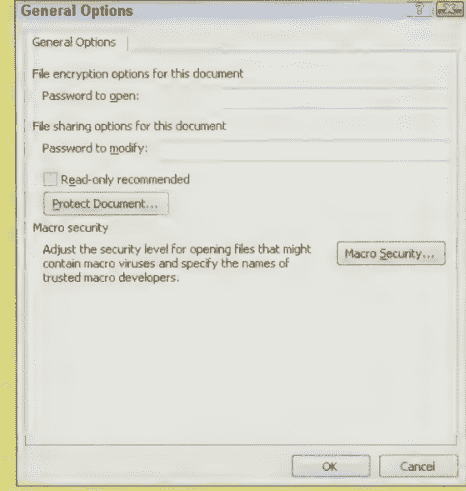 General Options
General Options
File encryption options for this document
Password to open:
File sharing options for this document
Password to modify:
Read-only recommended
Protect Document...
Macro security
Adjust the security level for opening files that might
contain macro viruses and specify the names of
trusted macro developers.
Macro Security...
OK
Cancel